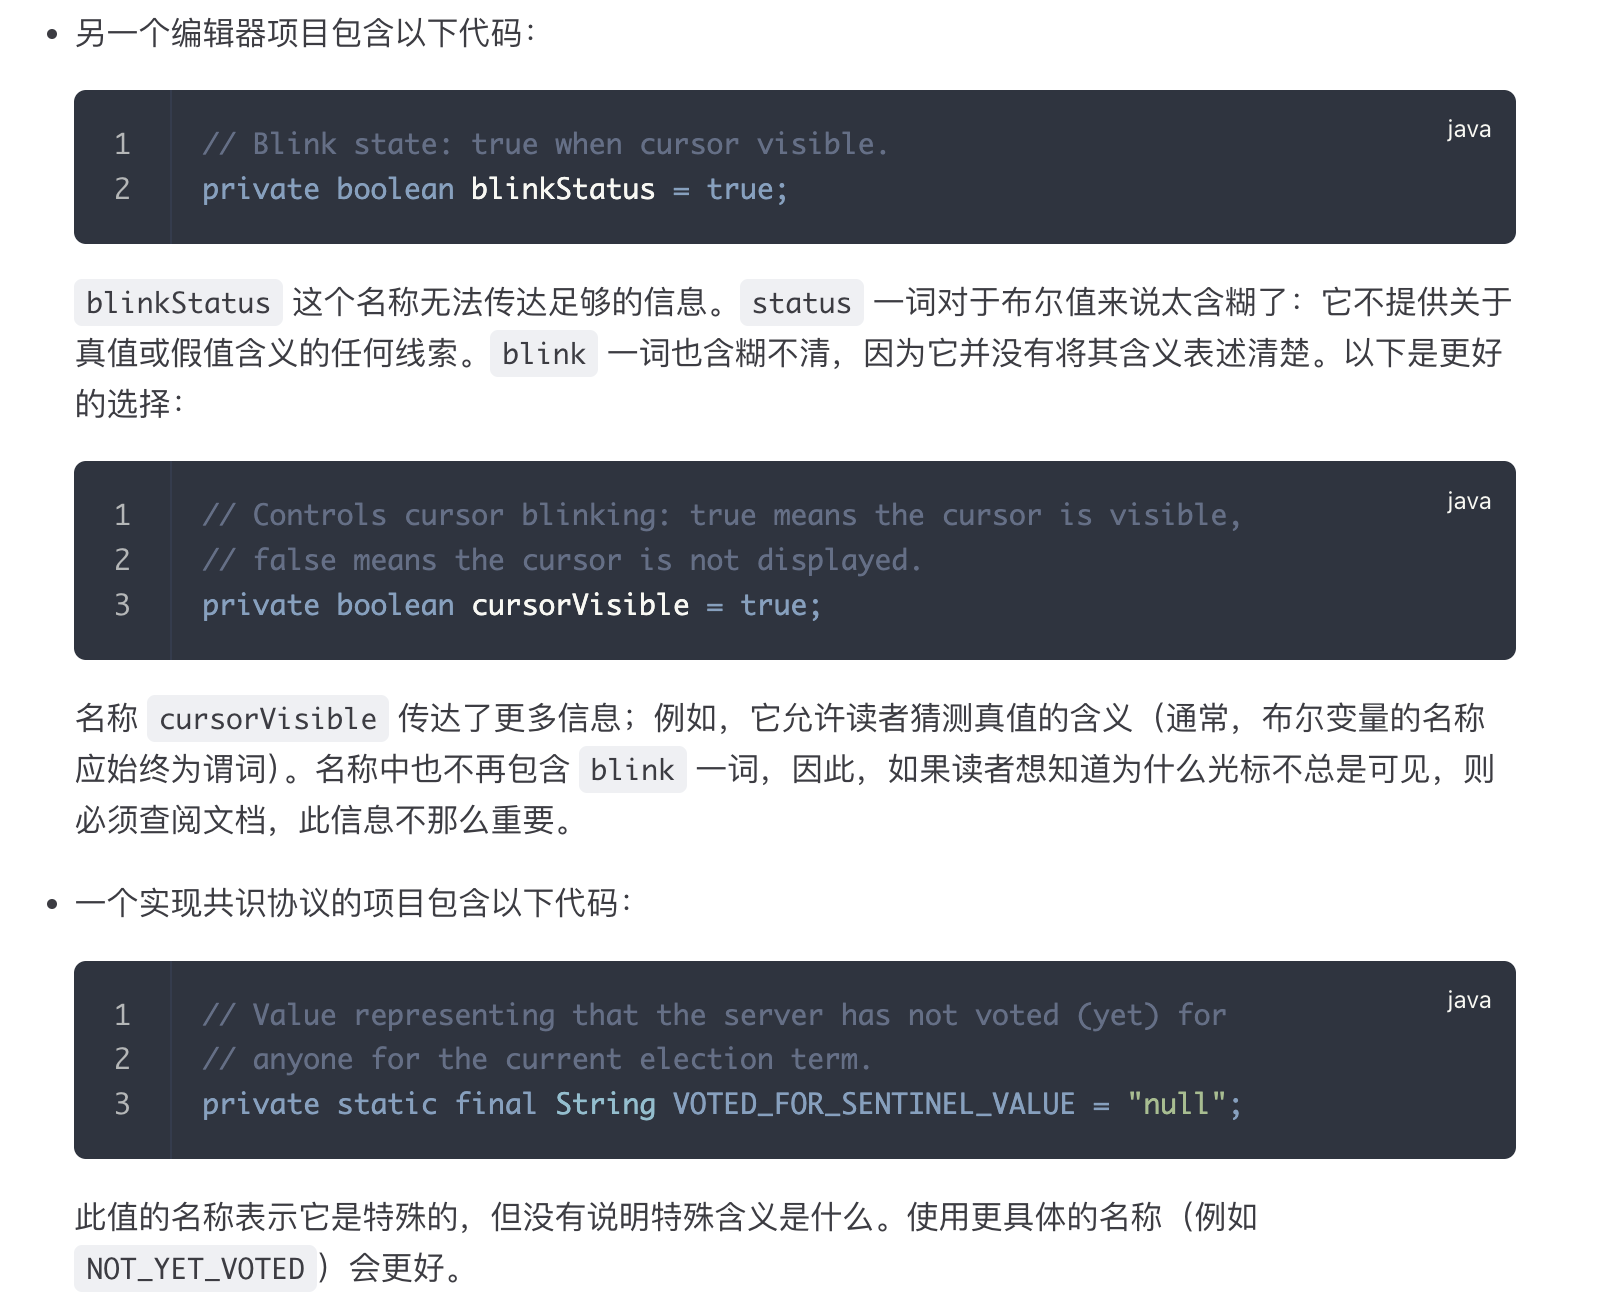 • 另一个编辑器项目包含以下代码：
java
1 // Blink state: true when cursor visible.
2 private boolean blinkStatus = true;
blinkStatus 这个名称无法传达足够的信息。status 一词对于布尔值来说太含糊了：它不提供关于
真值或假值含义的任何线索。blink 一词也含糊不清，因为它并没有将其含义表述清楚。以下是更好
的选择：
java
1 // Controls cursor blinking: true means the cursor is visible,
2 // false means the cursor is not displayed.
3 private boolean cursorVisible = true;
名称 cursorVisible 传达了更多信息；例如，它允许读者猜测真值的含义（通常，布尔变量的名称
应始终为谓词）。名称中也不再包含 blink 一词，因此，如果读者想知道为什么光标不总是可见，则
必须查阅文档，此信息不那么重要。
• 一个实现共识协议的项目包含以下代码：
java
1 // Value representing that the server has not voted (yet) for
2 // anyone for the current election term.
3 private static final String VOTED_FOR_SENTINEL_VALUE = "null";
此值的名称表示它是特殊的，但没有说明特殊含义是什么。使用更具体的名称（例如
NOT_YET_VOTED）会更好。